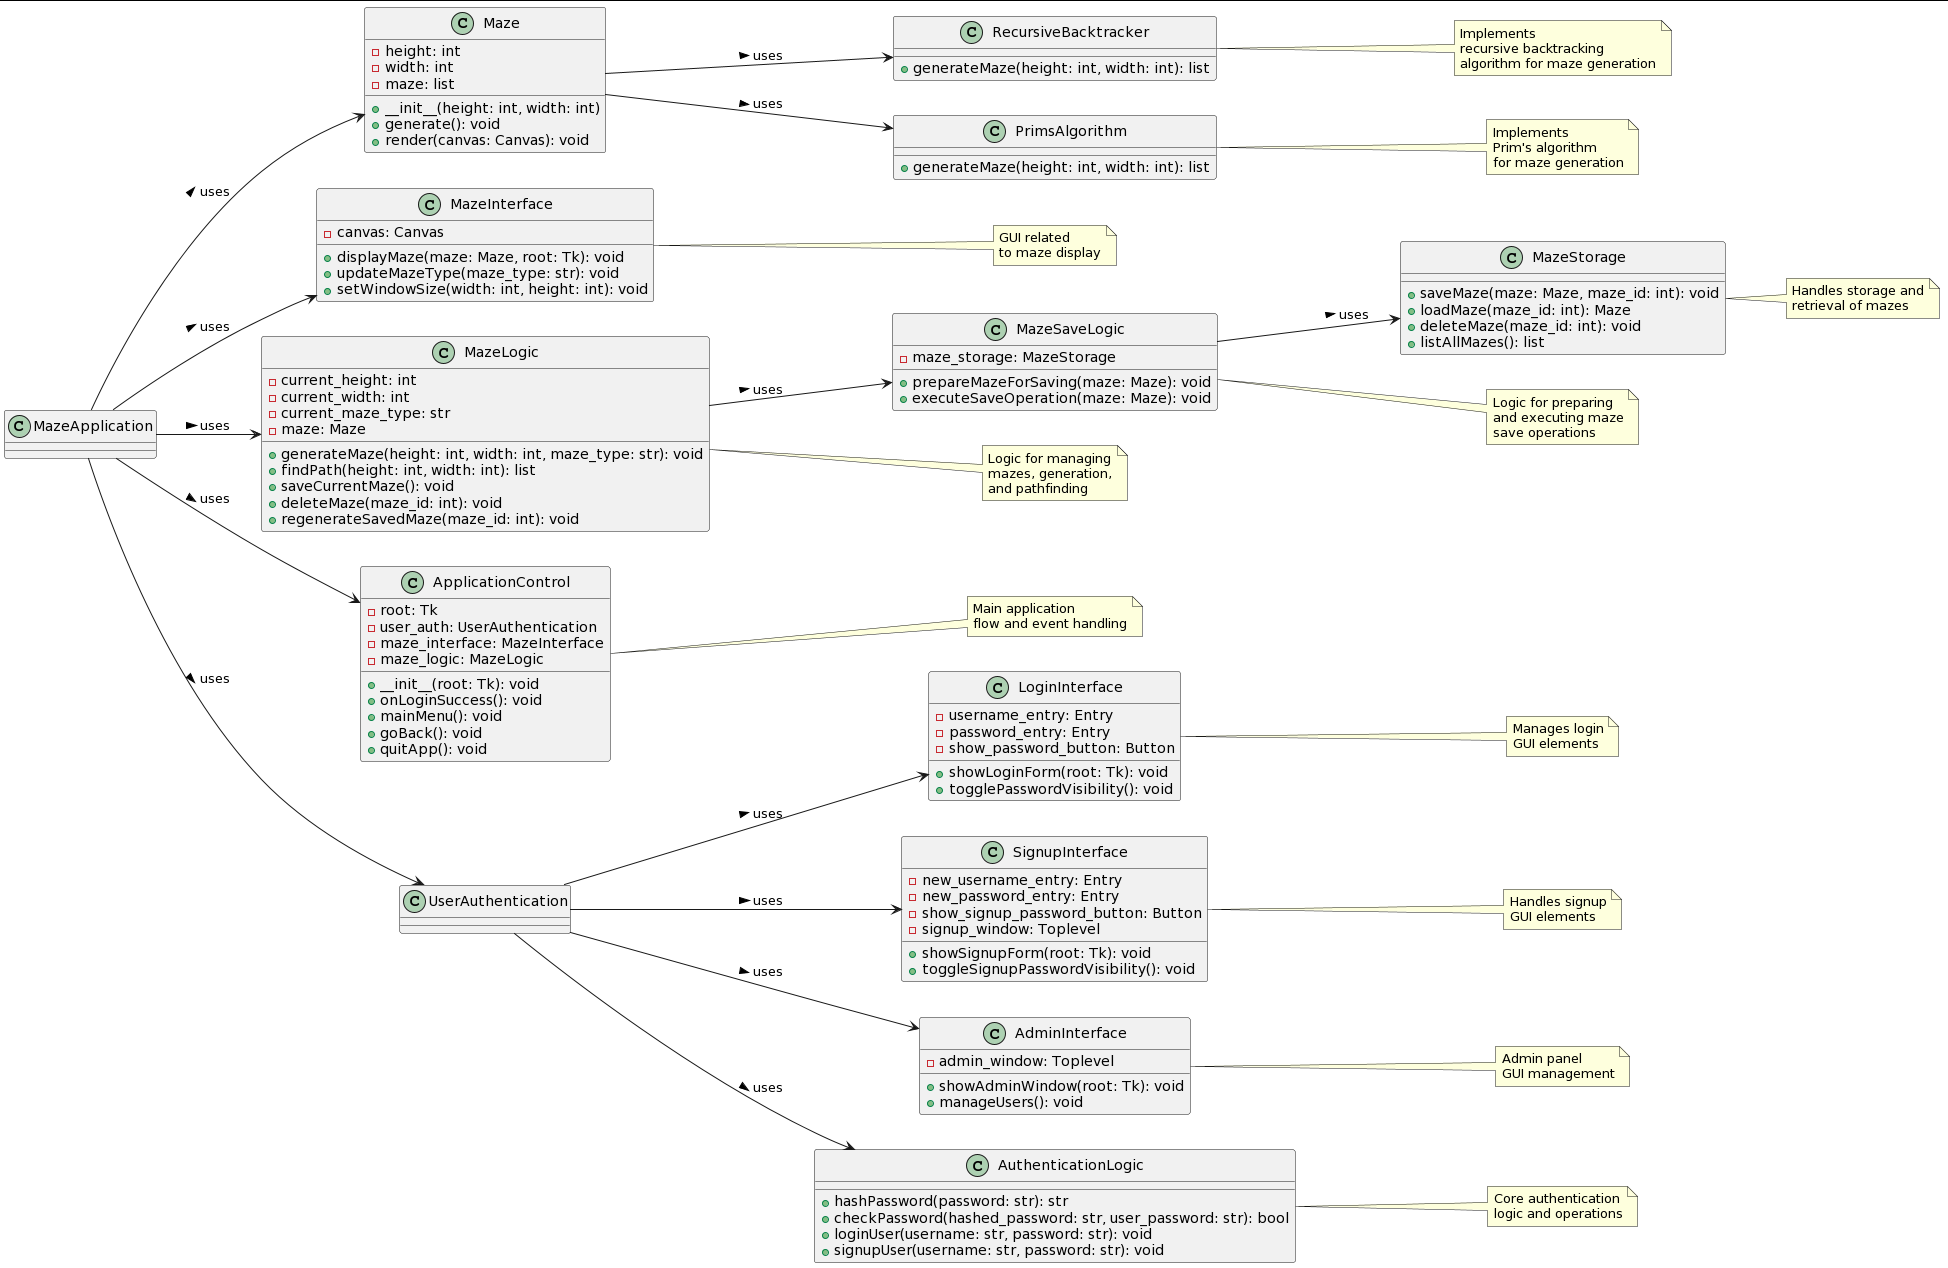 C Maze
height: int
width: int
maze: list
__init__(height: int, width: int)
generate(): void
render(canvas: Canvas): void
uses
C RecursiveBacktracker
generateMaze(height: int, width: int): list
Implements
recursive backtracking
algorithm for maze generation
uses
C PrimsAlgorithm
generateMaze(height: int, width: int): list
Implements
Prim's algorithm
for maze generation
uses
C MazeInterface
canvas: Canvas
displayMaze(maze: Maze, root: Tk): void
updateMazeType(maze_type: str): void
setWindowSize(width: int, height: int): void
GUI related
to maze display
uses
C MazeLogic
current_height: int
current_width: int
current_maze_type: str
maze: Maze
generateMaze(height: int, width: int, maze_type: str): void
findPath(height: int, width: int): list
saveCurrentMaze(): void
deleteMaze(maze_id: int): void
regenerateSavedMaze(maze_id: int): void
uses
C MazeSaveLogic
maze_storage: MazeStorage
prepareMazeForSaving(maze: Maze): void
executeSaveOperation(maze: Maze): void
uses
C MazeStorage
saveMaze(maze: Maze, maze_id: int): void
loadMaze(maze_id: int): Maze
deleteMaze(maze_id: int): void
listAllMazes(): list
Handles storage and
retrieval of mazes
Logic for preparing
and executing maze
save operations
Logic for managing
mazes, generation,
and pathfinding
C MazeApplication
uses
uses
C ApplicationControl
root: Tk
user_auth: UserAuthentication
maze_interface: MazeInterface
maze_logic: MazeLogic
__init__(root: Tk): void
onLoginSuccess(): void
mainMenu(): void
goBack(): void
quitApp(): void
Main application
flow and event handling
uses
C UserAuthentication
uses
C LoginInterface
username_entry: Entry
password_entry: Entry
show_password_button: Button
showLoginForm(root: Tk): void
togglePasswordVisibility(): void
Manages login
GUI elements
uses
C SignupInterface
new_username_entry: Entry
new_password_entry: Entry
show_signup_password_button: Button
signup_window: Toplevel
showSignupForm(root: Tk): void
toggleSignupPasswordVisibility(): void
Handles signup
GUI elements
uses
C AdminInterface
admin_window: Toplevel
showAdminWindow(root: Tk): void
manageUsers(): void
Admin panel
GUI management
uses
C AuthenticationLogic
hashPassword(password: str): str
checkPassword(hashed_password: str, user_password: str): bool
loginUser(username: str, password: str): void
signupUser(username: str, password: str): void
Core authentication
logic and operations